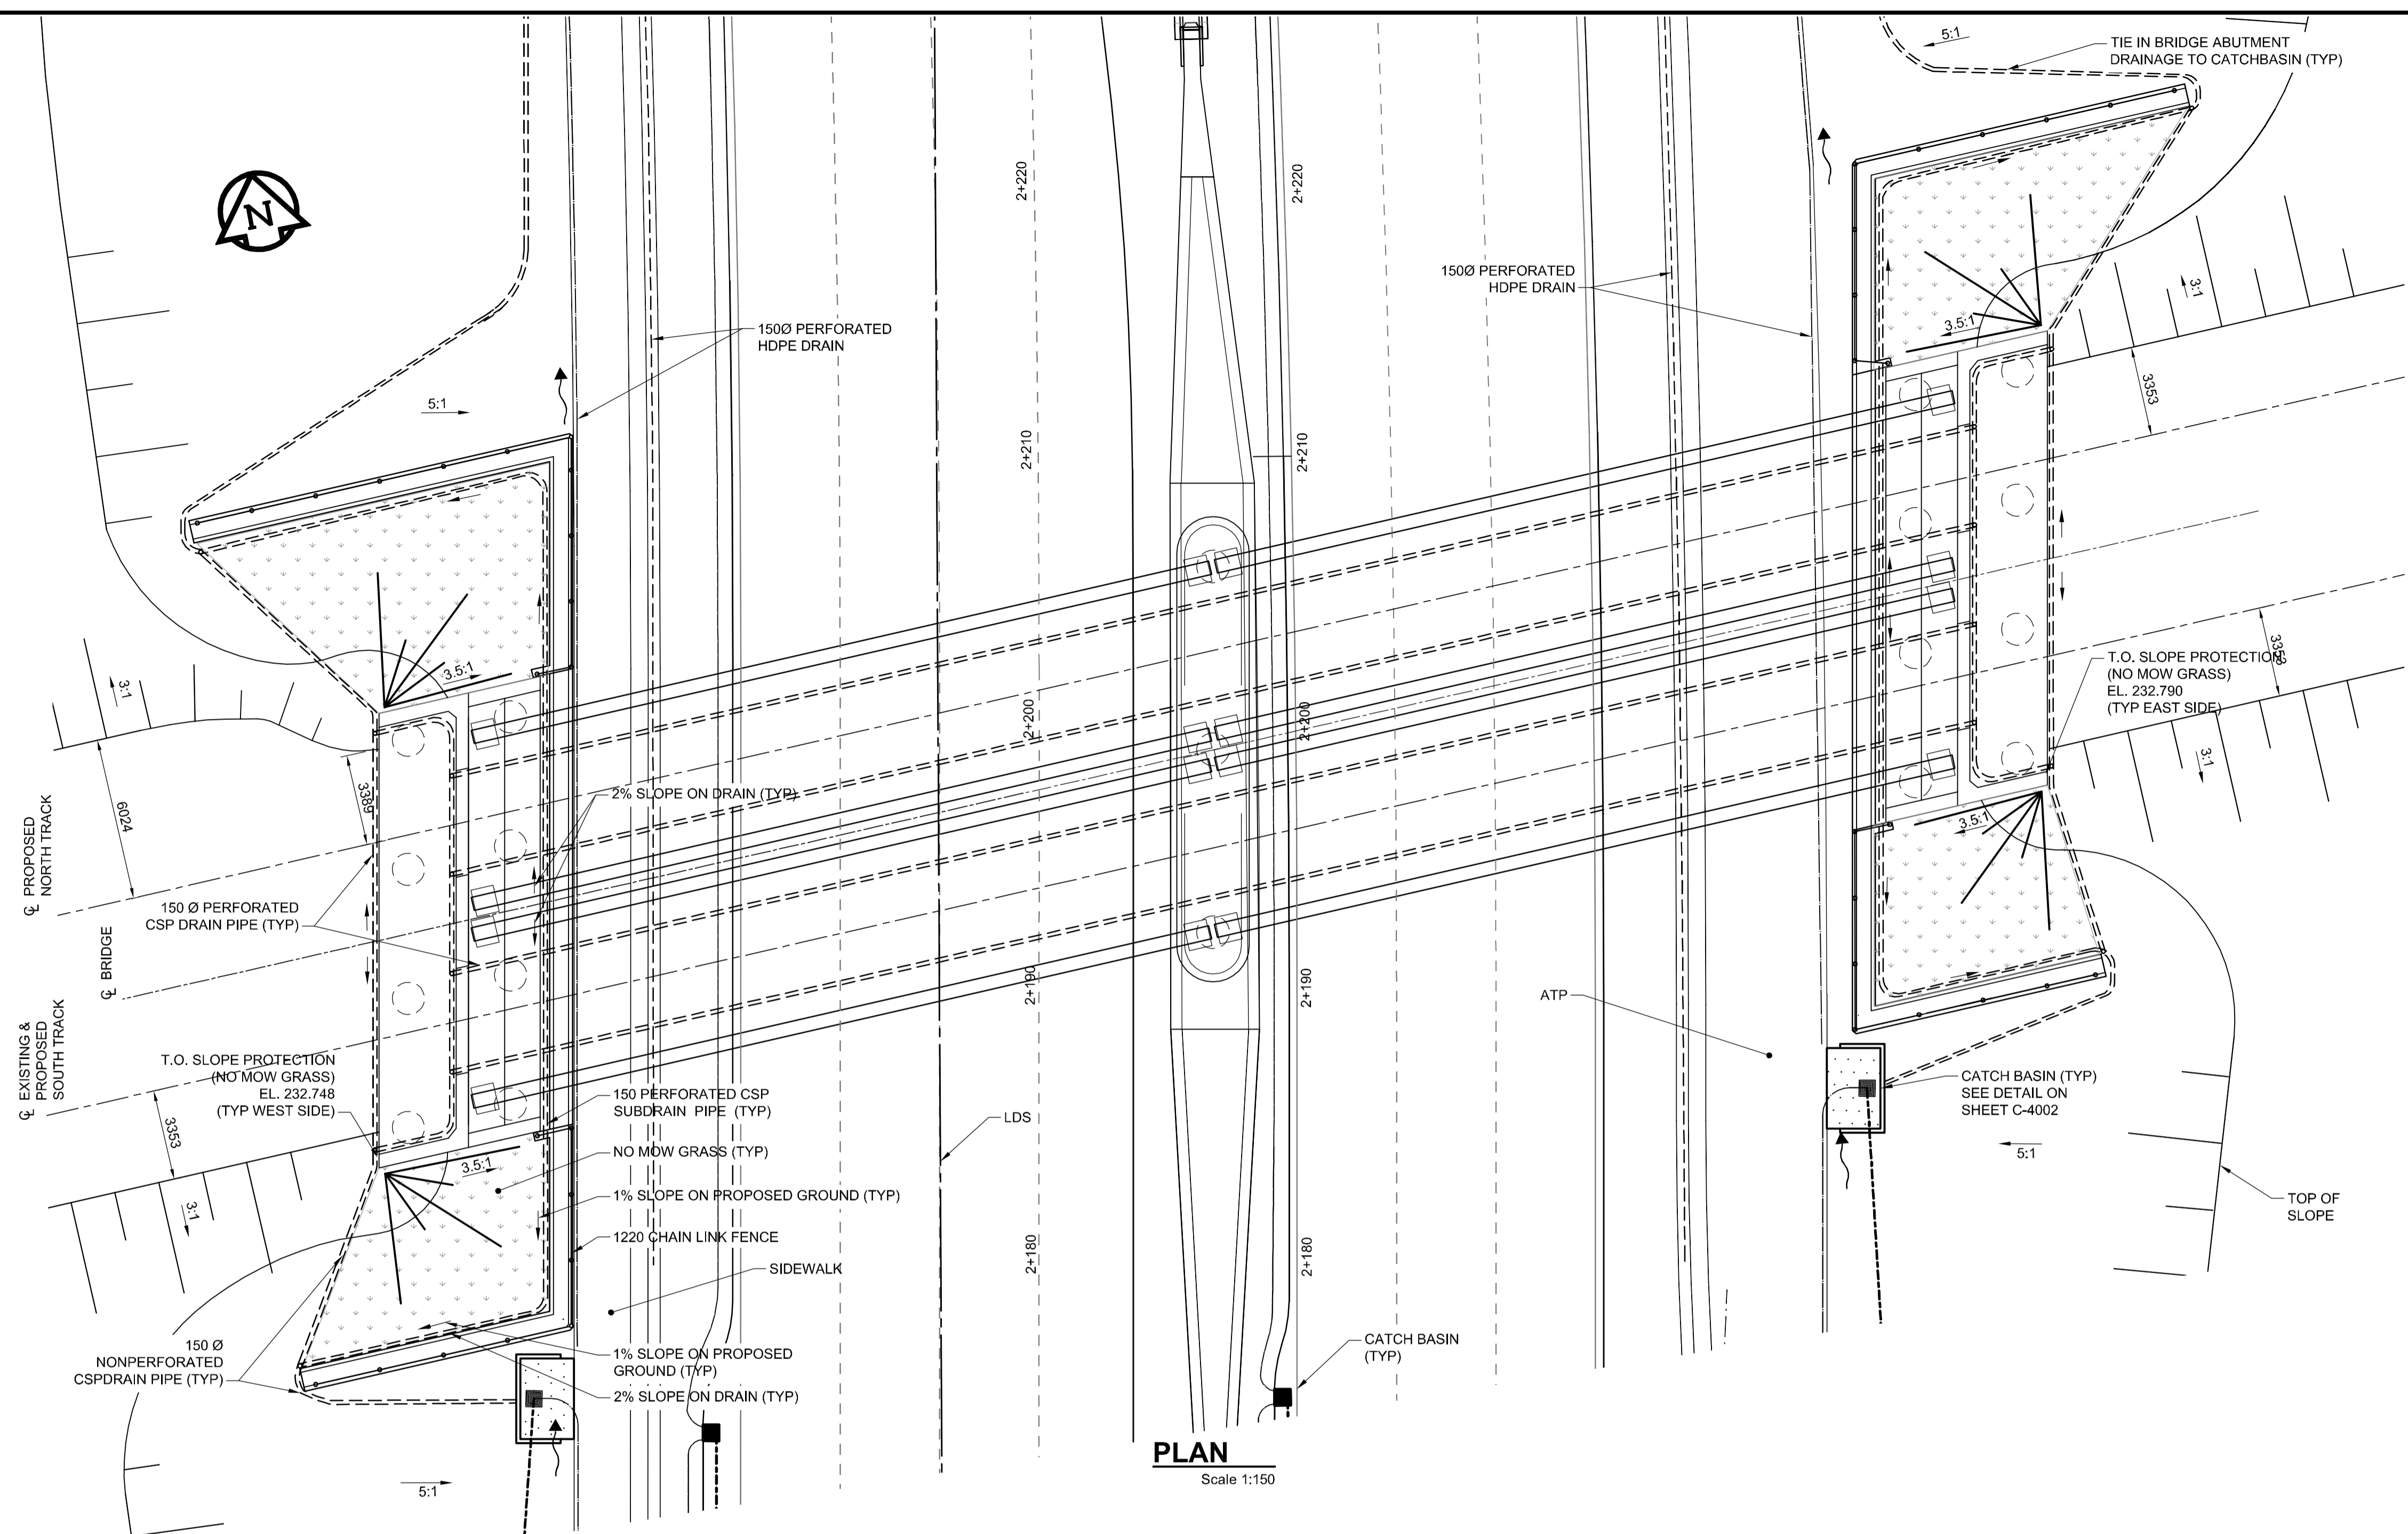 5:1
TIE IN BRIDGE ABUTMENT
DRAINAGE TO CATCHBASIN (TYP)
N
2+220
2+220
150Ø PERFORATED
HDPE DRAIN
3:1
3.5:1
150Ø PERFORATED
HDPE DRAIN
3353
5:1
2+210
2+210
3353
T.O. SLOPE PROTECTION
(NO MOW GRASS)
EL. 232.790
(TYP EAST SIDE)
3.5:1
3:1
2+200
2+200
3:1
3389
6024
2% SLOPE ON DRAIN (TYP)
3.5:1
℄ PROPOSED
NORTH TRACK
150 Ø PERFORATED
CSP DRAIN PIPE (TYP)
℄ BRIDGE
2+190
2+190
ATP
℄ EXISTING &
PROPOSED
SOUTH TRACK
T.O. SLOPE PROTECTION
(NO MOW GRASS)
EL. 232.748
(TYP WEST SIDE)
150 PERFORATED CSP
SUBDRAIN PIPE (TYP)
LDS
CATCH BASIN (TYP)
SEE DETAIL ON
SHEET C-4002
3353
NO MOW GRASS (TYP)
5:1
3.5:1
1% SLOPE ON PROPOSED GROUND (TYP)
3:1
TOP OF
SLOPE
1220 CHAIN LINK FENCE
2+180
2+180
SIDEWALK
150 Ø
NONPERFORATED
CSPDRAIN PIPE (TYP)
1% SLOPE ON PROPOSED
GROUND (TYP)
CATCH BASIN
(TYP)
2% SLOPE ON DRAIN (TYP)
PLAN
Scale 1:150
5:1